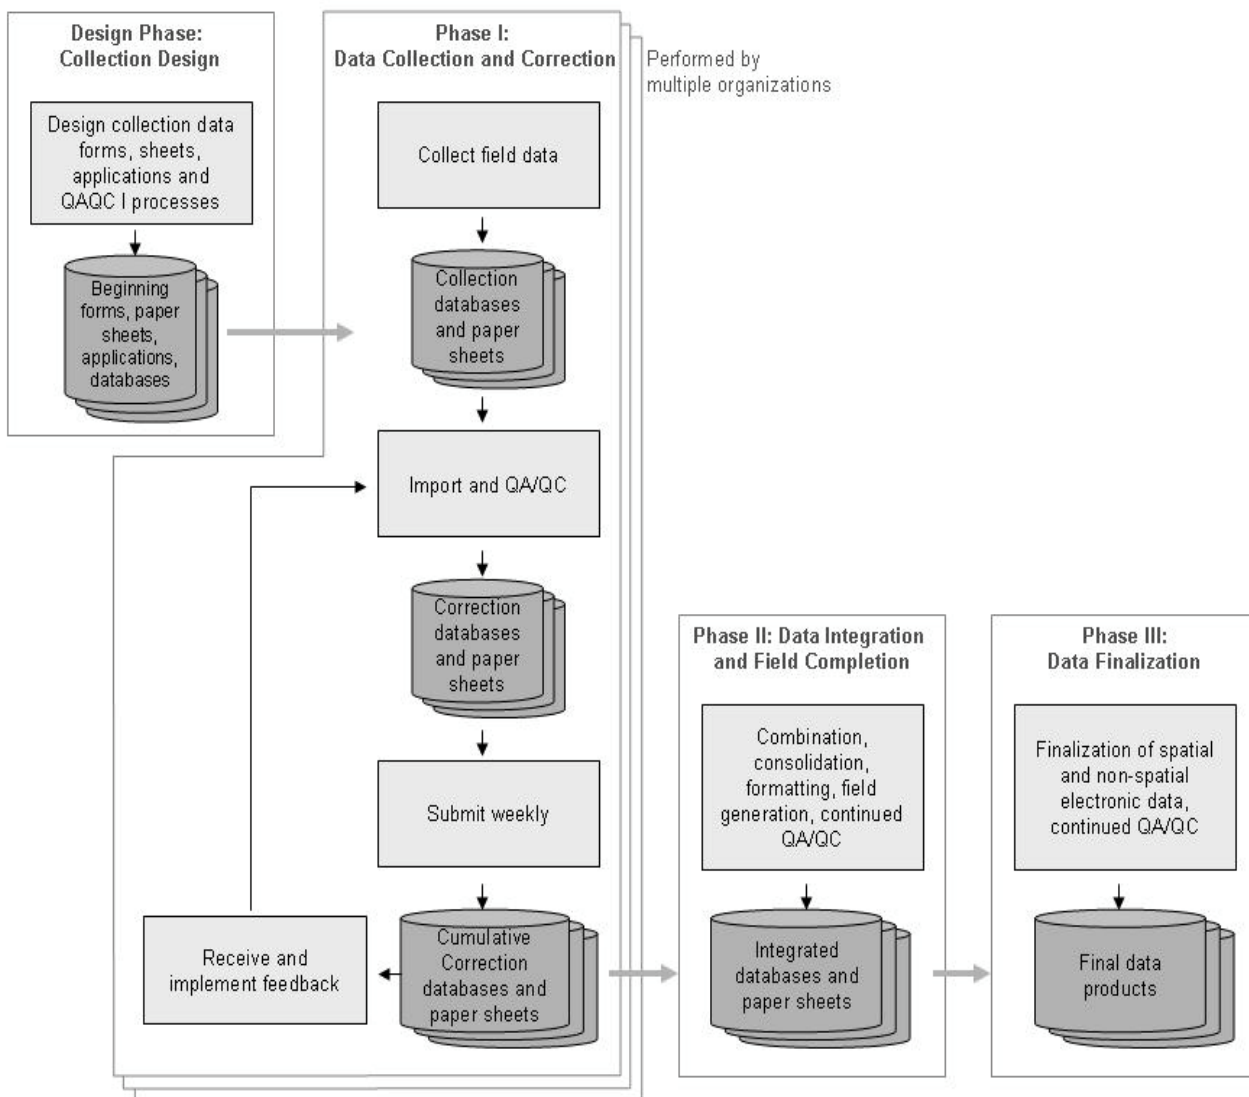 Design Phase:
Collection Design
Design collection data
forms, sheets,
applications and
QAQC I processes
Beginning
forms, paper
sheets,
applications,
databases
Phase I:
Data Collection and Correction
Performed by
multiple organizations
Collect field data
Collection
databases
and paper
sheets
Import and QA/QC
Correction
databases
and paper
sheets
Submit weekly
Cumulative
Correction
databases and
paper sheets
Receive and
implement feedback
Phase II: Data Integration
and Field Completion
Combination,
consolidation,
formatting, field
generation, continued
QA/QC
Integrated
databases and
paper sheets
Phase III:
Data Finalization
Finalization of spatial
and non-spatial
electronic data,
continued QA/QC
Final data
products